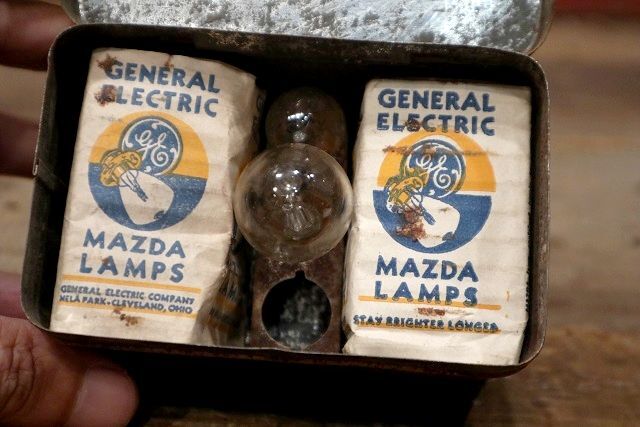 GENERAL
ELECTRIC
GE
MAZDA
LAMPS
GENERAL ELECTRIC COMPANY
NELA PARK · CLEVELAND, OHIO
GENERAL
ELECTRIC
GE
MAZDA
LAMPS
STAY BRIGHTER LONGER